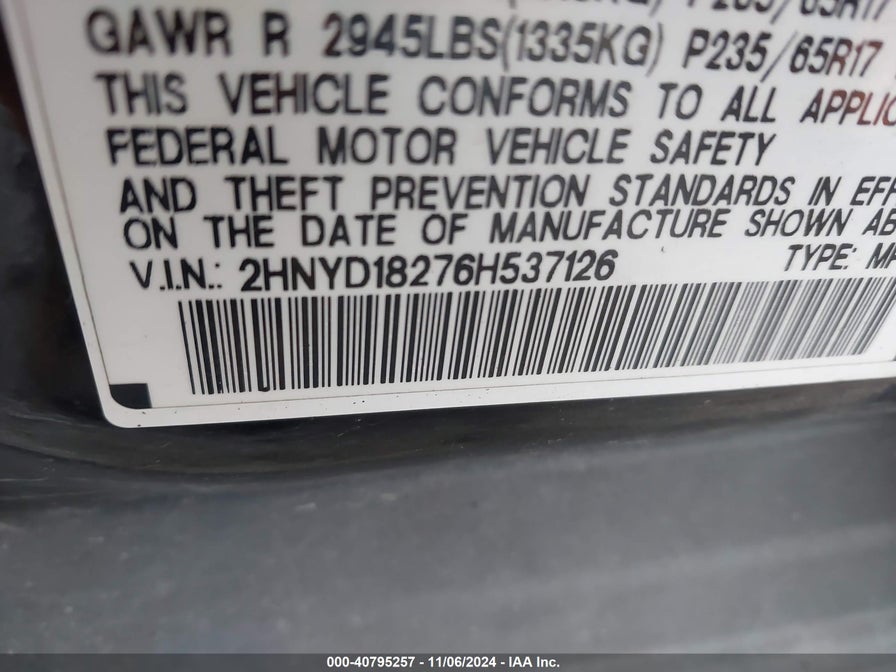 GAWR R 2945LBS(1335KG) P235/65R17
THIS VEHICLE CONFORMS TO ALL
FEDERAL MOTOR VEHICLE SAFETY
AND THEFT PREVENTION STANDARDS IN
ON THE DATE OF MANUFACTURE SHOWN
V.I.N.: 2HNYD18276H537126 TYPE:
000-40795257 - 11/06/2024 - IAA Inc.